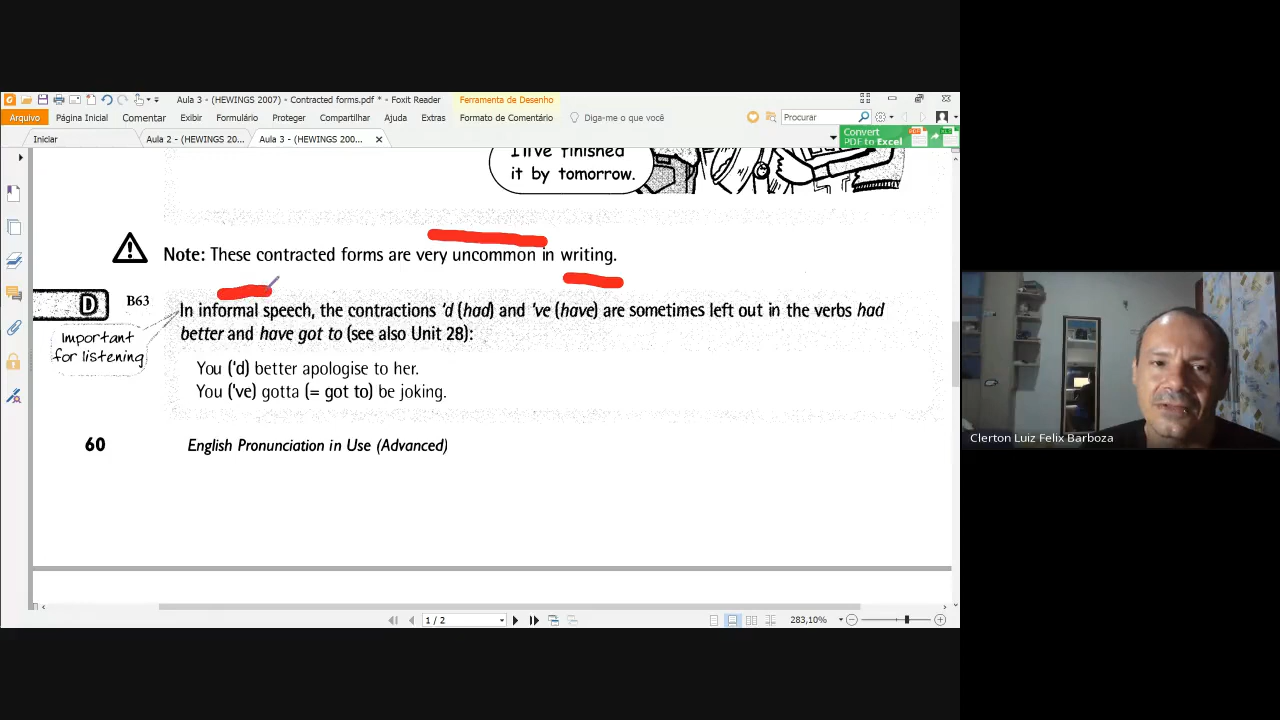 Aula 3 - (HEWINGS 2007) - Contracted forms.pdf * - Foxit Reader
Ferramenta de Desenho
Arquivo
Página Inicial
Comentar
Exibir
Formulário
Proteger
Compartilhar
Ajuda
Extras
Formato de Comentário
Diga-me o que você
Procurar
Iniciar
Aula 2 - (HEWINGS 20...
Aula 3 - (HEWINGS 200...
Convert
PDF to Excel
I'll've finished
it by tomorrow.
Note: These contracted forms are very uncommon in writing.
D
B63
In informal speech, the contractions 'd (had) and 've (have) are sometimes left out in the verbs had
better and have got to (see also Unit 28):
Important
for listening
You ('d) better apologise to her.
You ('ve) gotta (= got to) be joking.
60
English Pronunciation in Use (Advanced)
1 / 2
283,10%
Clerton Luiz Felix Barboza